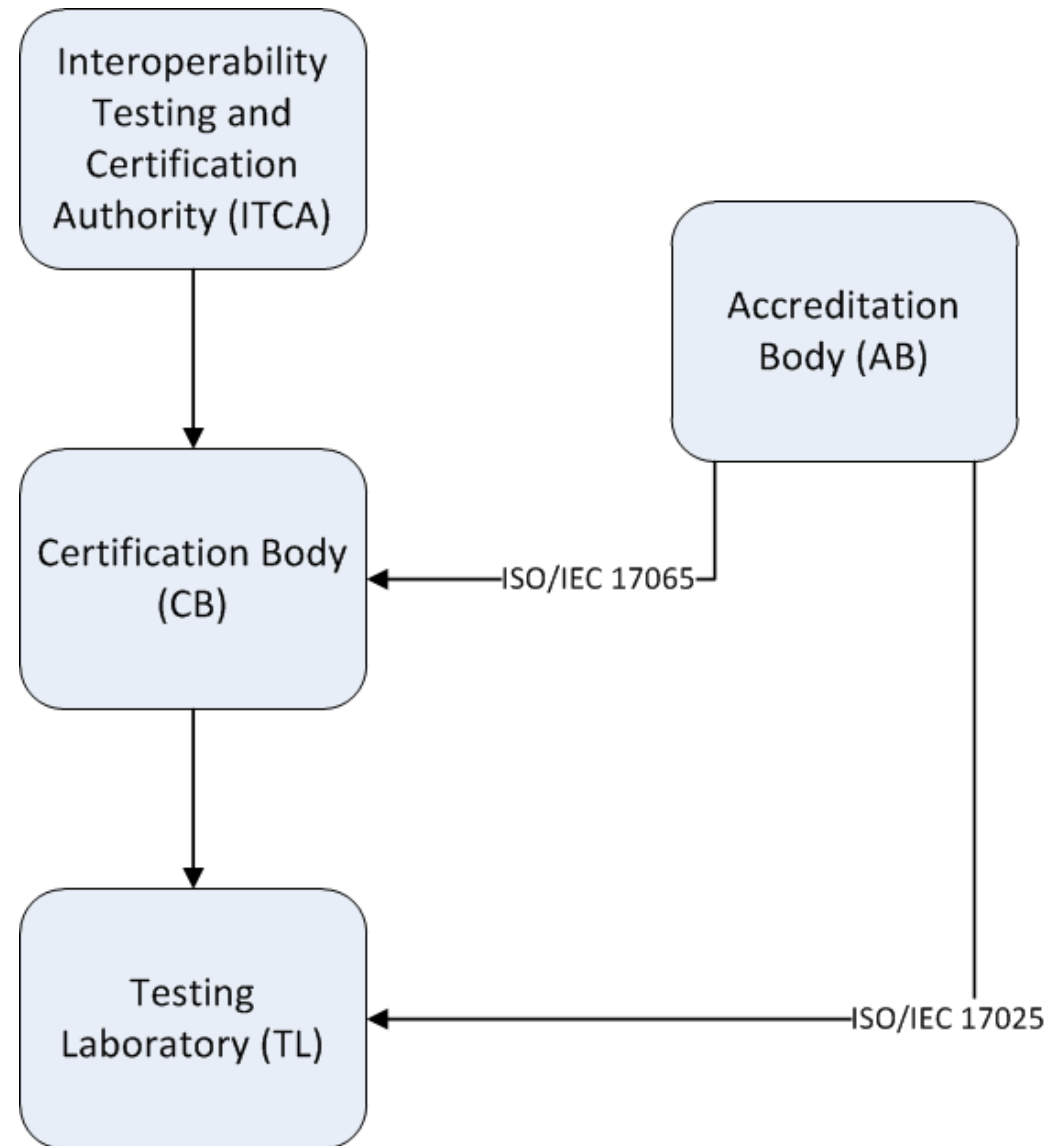 Interoperability
Testing and
Certification
Authority (ITCA)
Accreditation
Body (AB)
Certification Body
(CB)
ISO/IEC 17065
Testing
Laboratory (TL)
ISO/IEC 17025